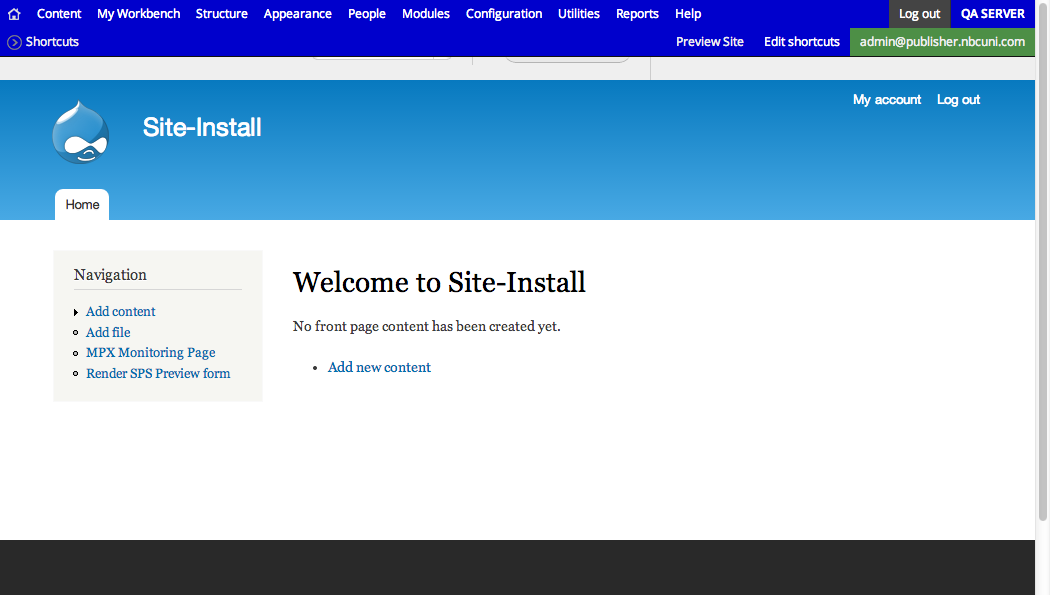 Content My Workbench Structure Appearance People Modules Configuration Utilities Reports Help Log out QA SERVER
Shortcuts Preview Site Edit shortcuts admin@publisher.nbcuni.com
My account Log out
Site-Install
Home
Navigation
Add content
Add file
MPX Monitoring Page
Render SPS Preview form
Welcome to Site-Install
No front page content has been created yet.
Add new content